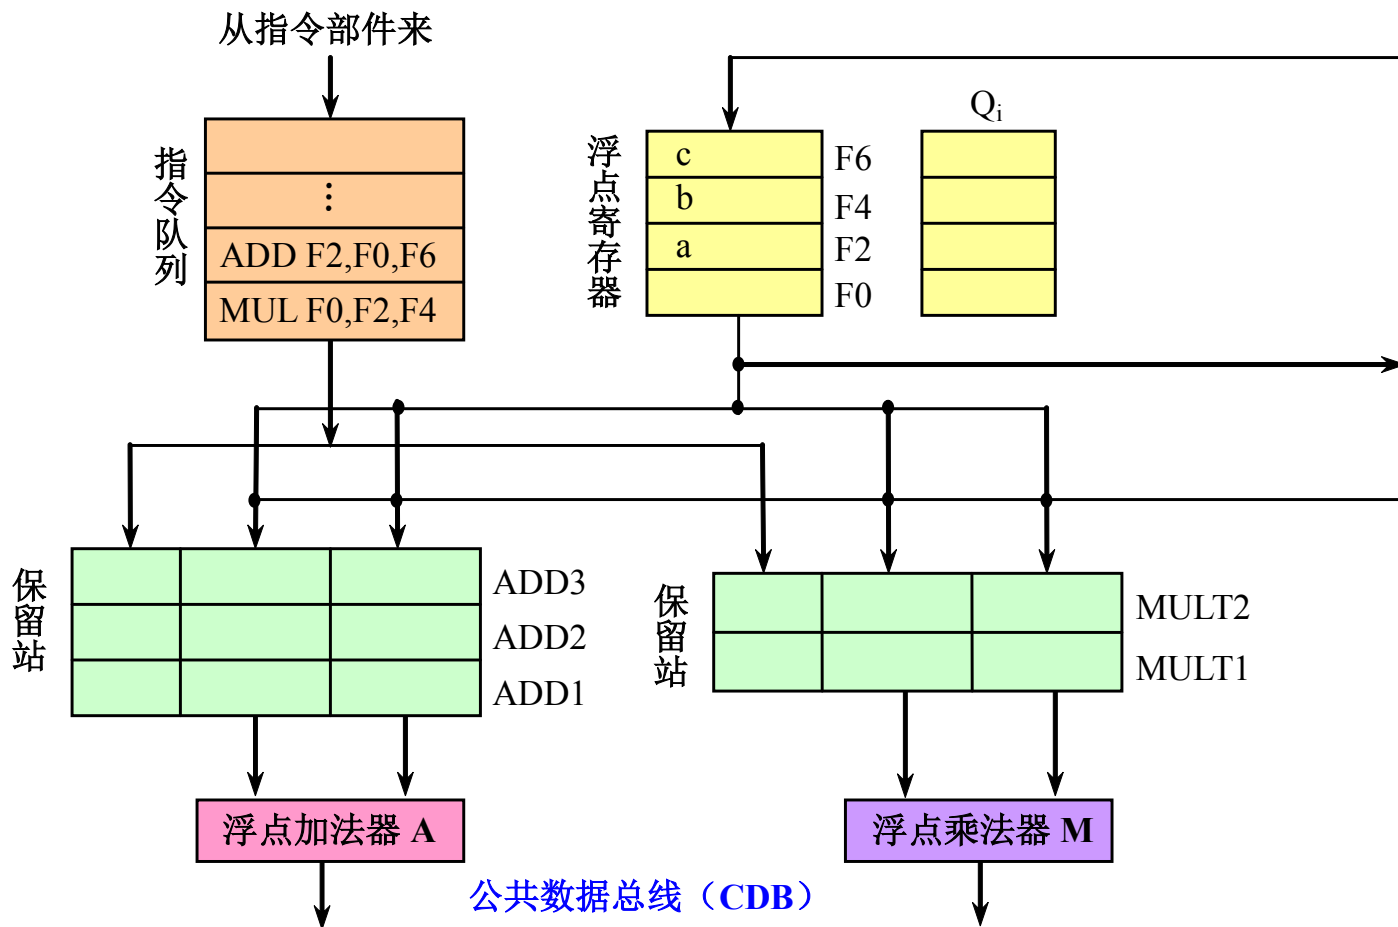 从指令部件来
指令队列
⋮
ADD F2,F0,F6
MUL F0,F2,F4
浮点寄存器
c
b
a
F6
F4
F2
F0
Qi
保留站
ADD3
ADD2
ADD1
保留站
MULT2
MULT1
浮点加法器 A
浮点乘法器 M
公共数据总线（CDB）